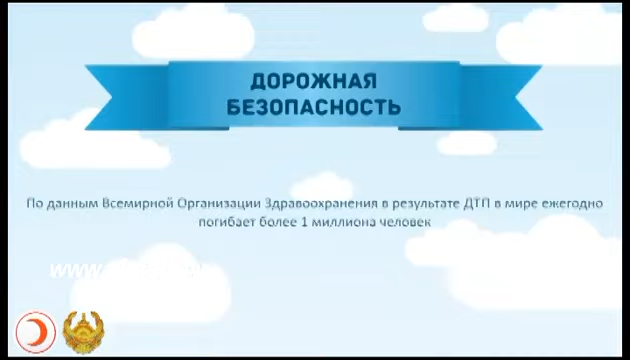 ДОРОЖНАЯ
БЕЗОПАСНОСТЬ
По данным Всемирной Организации Здравоохранения в результате ДТП в мире ежегодно
погибает более 1 миллиона человек